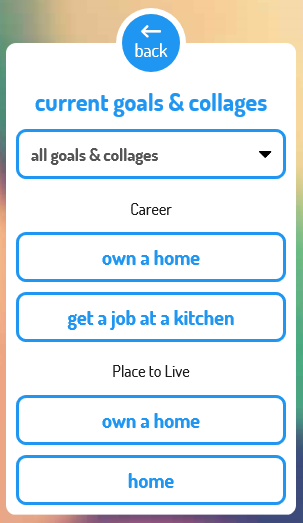 back
current goals & collages
all goals & collages
Career
own a home
get a job at a kitchen
Place to Live
own a home
home